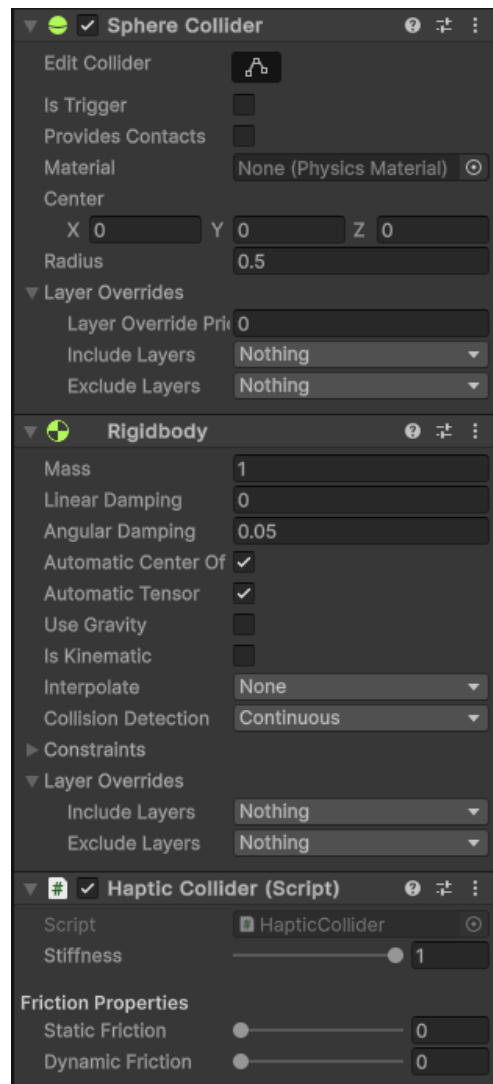 Sphere Collider
Edit Collider
Is Trigger
Provides Contacts
Material None (Physics Material)
Center
X 0 Y 0 Z 0
Radius 0.5
Layer Overrides
Layer Override Pri 0
Include Layers Nothing
Exclude Layers Nothing
Rigidbody
Mass 1
Linear Damping 0
Angular Damping 0.05
Automatic Center Of
Automatic Tensor
Use Gravity
Is Kinematic
Interpolate None
Collision Detection Continuous
Constraints
Layer Overrides
Include Layers Nothing
Exclude Layers Nothing
# Haptic Collider (Script)
Script # HapticCollider
Stiffness 1
Friction Properties
Static Friction 0
Dynamic Friction 0